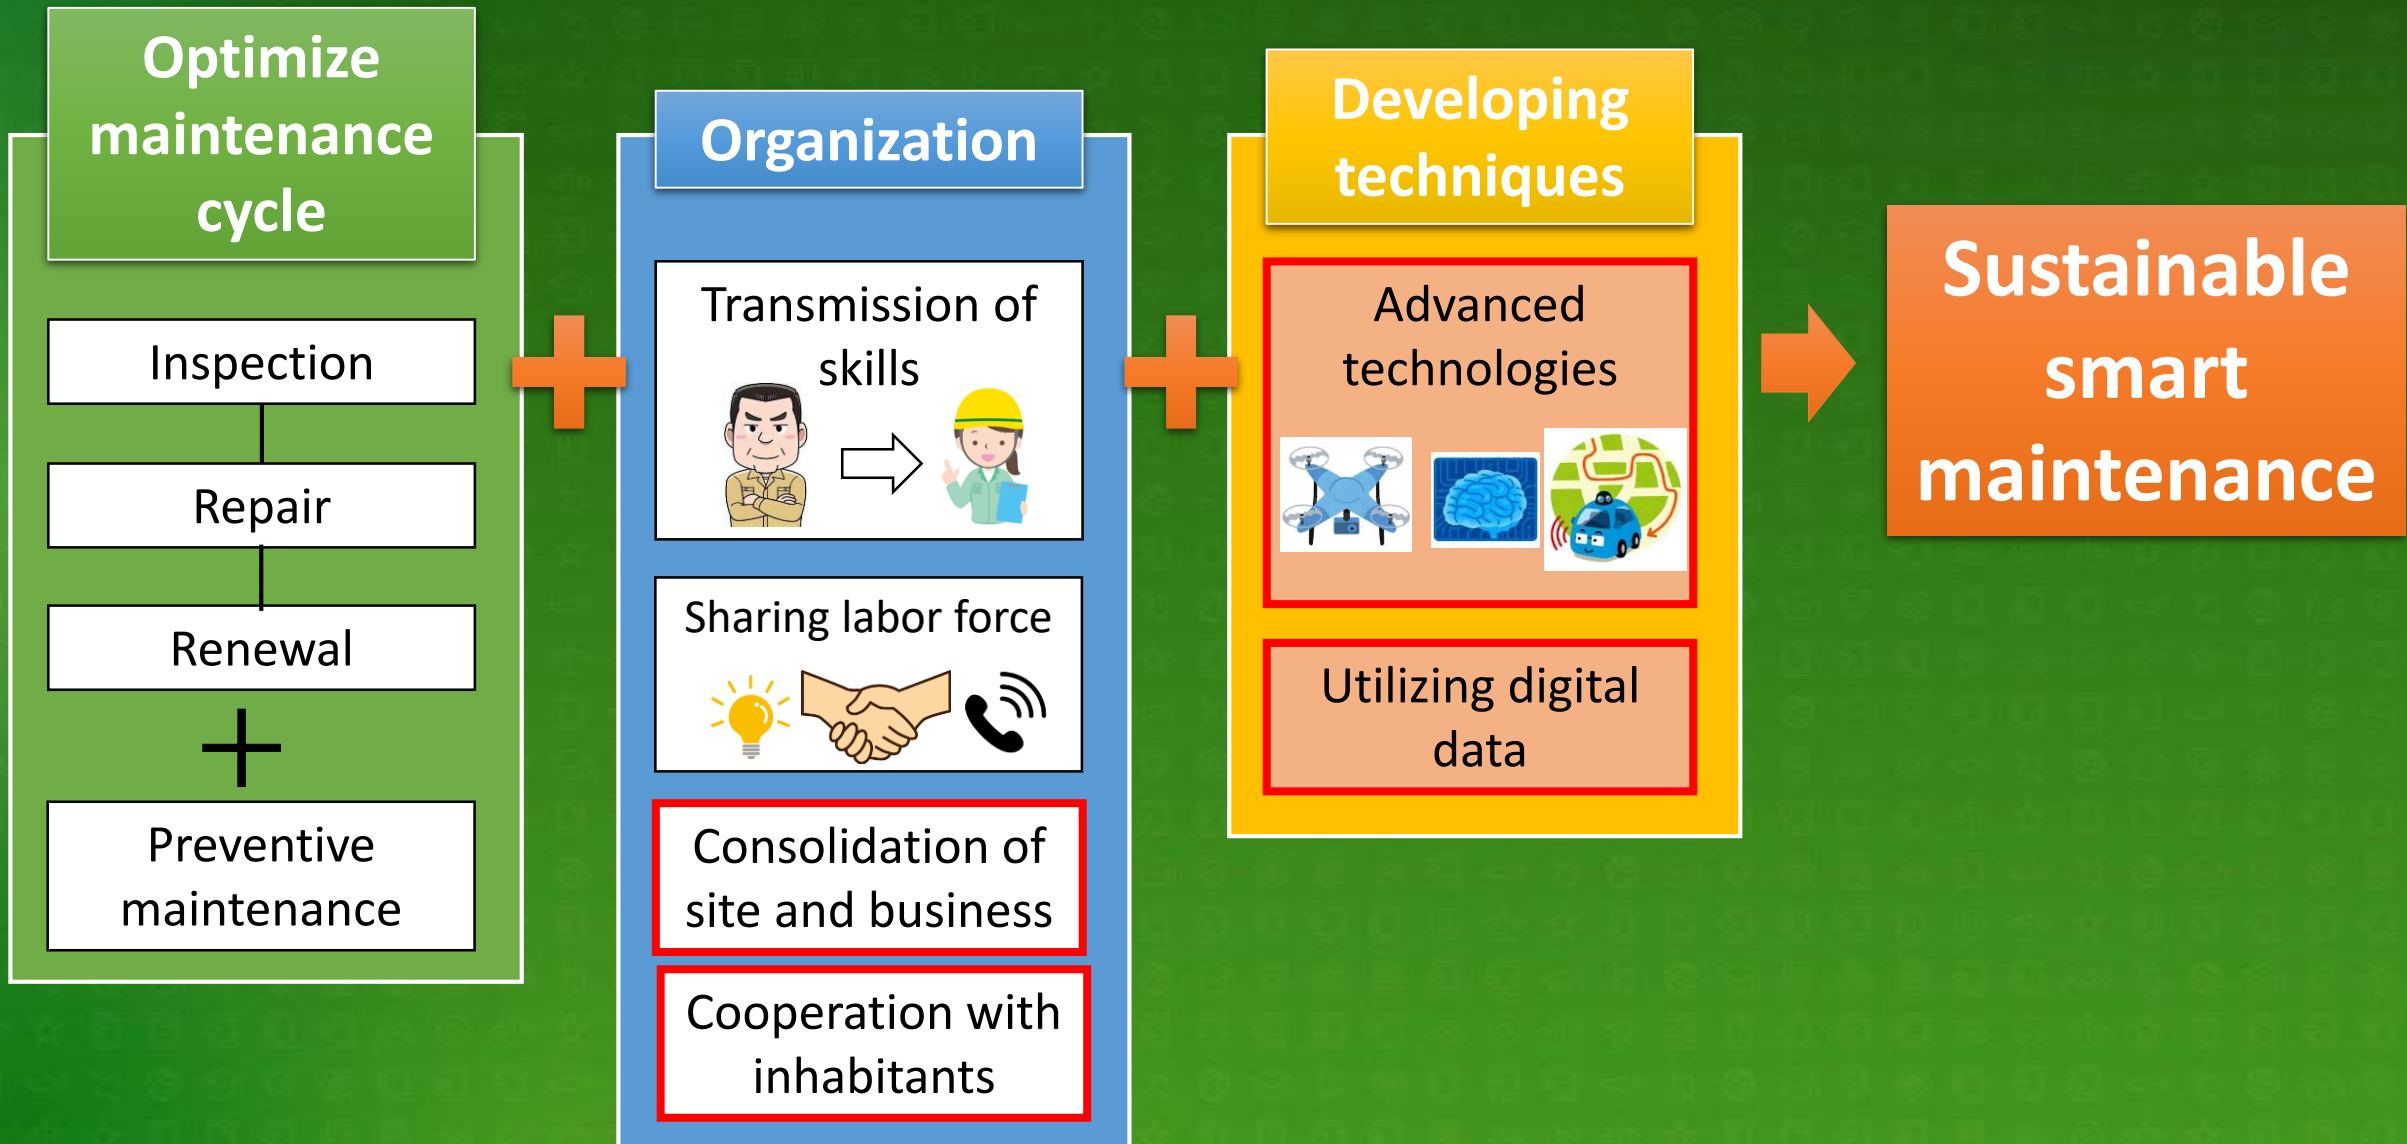 Optimize
maintenance
cycle
Inspection
Repair
Renewal
Preventive
maintenance
Organization
Transmission of
skills
Sharing labor force
Consolidation of
site and business
Cooperation with
inhabitants
Developing
techniques
Advanced
technologies
Utilizing digital
data
Sustainable
smart
maintenance